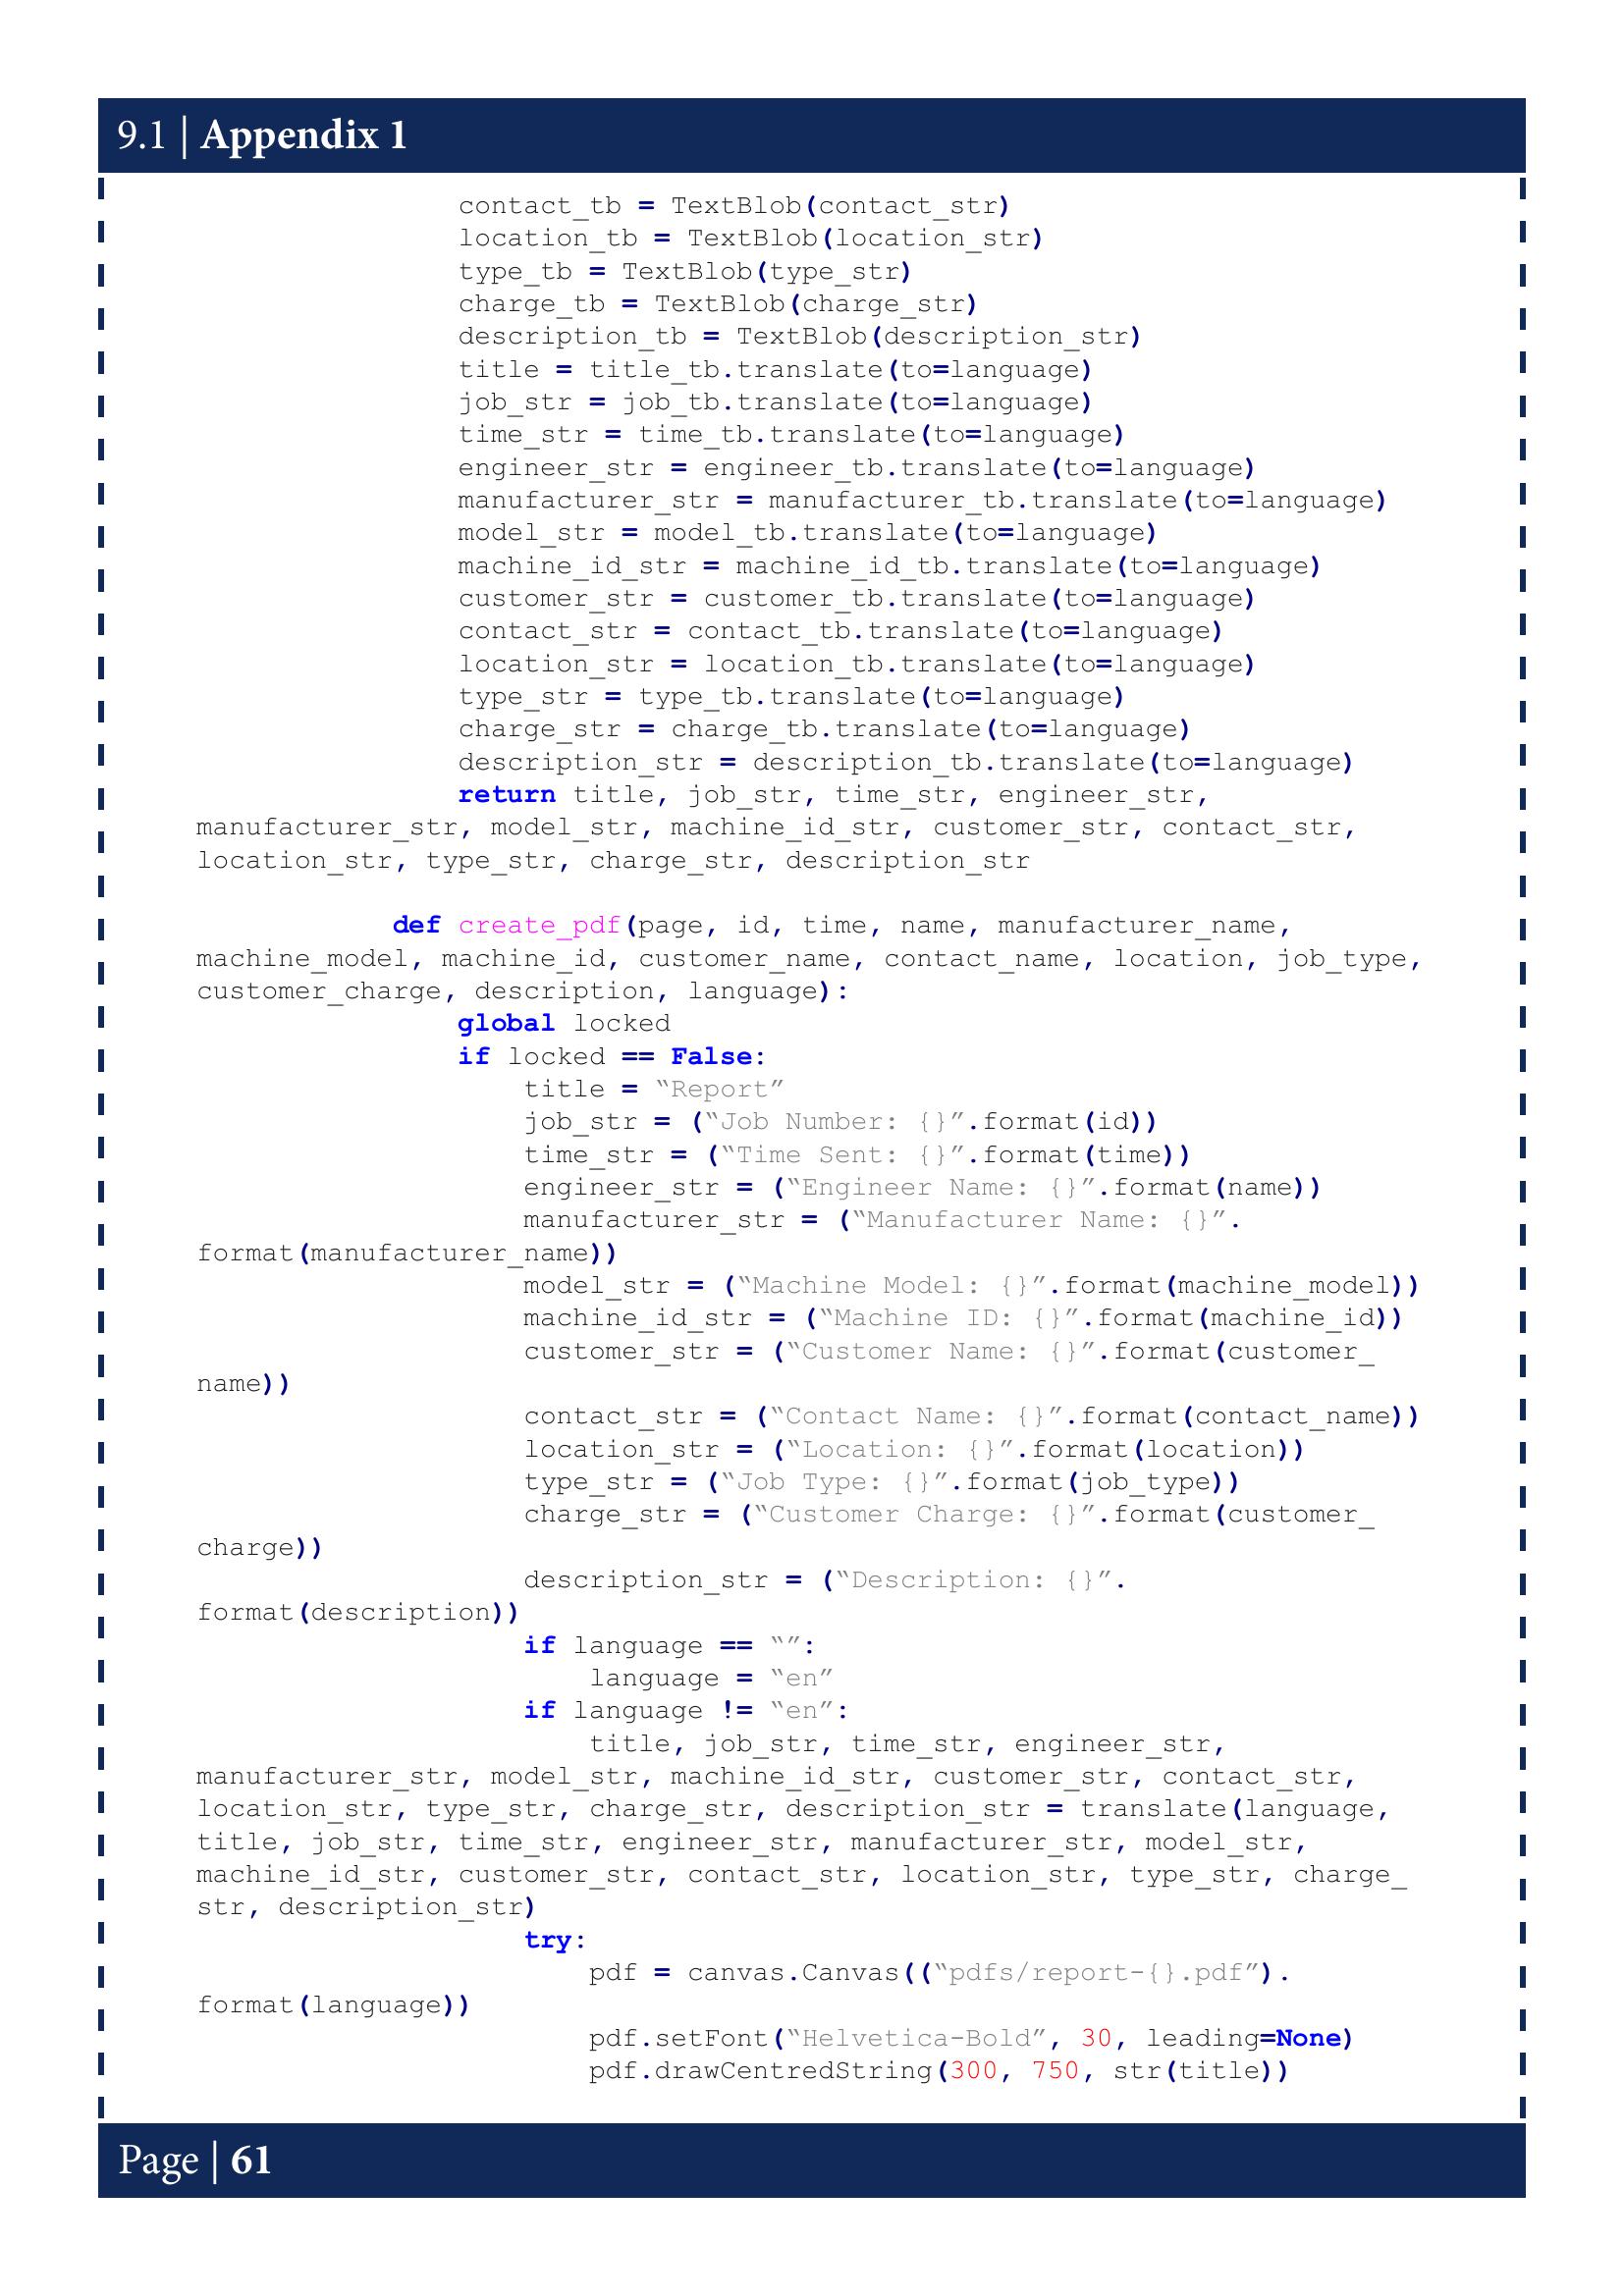 9.1 | Appendix 1
contact_tb = TextBlob(contact_str)
location_tb = TextBlob(location_str)
type_tb = TextBlob(type_str)
charge_tb = TextBlob(charge_str)
description_tb = TextBlob(description_str)
title = title_tb.translate(to=language)
job_str = job_tb.translate(to=language)
time_str = time_tb.translate(to=language)
engineer_str = engineer_tb.translate(to=language)
manufacturer_str = manufacturer_tb.translate(to=language)
model_str = model_tb.translate(to=language)
machine_id_str = machine_id_tb.translate(to=language)
customer_str = customer_tb.translate(to=language)
contact_str = contact_tb.translate(to=language)
location_str = location_tb.translate(to=language)
type_str = type_tb.translate(to=language)
charge_str = charge_tb.translate(to=language)
description_str = description_tb.translate(to=language)
return title, job_str, time_str, engineer_str,
manufacturer_str, model_str, machine_id_str, customer_str, contact_str,
location_str, type_str, charge_str, description_str
def create_pdf(page, id, time, name, manufacturer_name,
machine_model, machine_id, customer_name, contact_name, location, job_type,
customer_charge, description, language):
global locked
if locked == False:
title = “Report”
job_str = (“Job Number: {}”.format(id))
time_str = (“Time Sent: {}”.format(time))
engineer_str = (“Engineer Name: {}”.format(name))
manufacturer_str = (“Manufacturer Name: {}”.
format(manufacturer_name))
model_str = (“Machine Model: {}”.format(machine_model))
machine_id_str = (“Machine ID: {}”.format(machine_id))
customer_str = (“Customer Name: {}”.format(customer_
name))
contact_str = (“Contact Name: {}”.format(contact_name))
location_str = (“Location: {}”.format(location))
type_str = (“Job Type: {}”.format(job_type))
charge_str = (“Customer Charge: {}”.format(customer_
charge))
description_str = (“Description: {}”.
format(description))
if language == “”:
language = “en”
if language != “en”:
title, job_str, time_str, engineer_str,
manufacturer_str, model_str, machine_id_str, customer_str, contact_str,
location_str, type_str, charge_str, description_str = translate(language,
title, job_str, time_str, engineer_str, manufacturer_str, model_str,
machine_id_str, customer_str, contact_str, location_str, type_str, charge_
str, description_str)
try:
pdf = canvas.Canvas((“pdfs/report-{}.pdf”).
format(language))
pdf.setFont(“Helvetica-Bold”, 30, leading=None)
pdf.drawCentredString(300, 750, str(title))
Page | 61